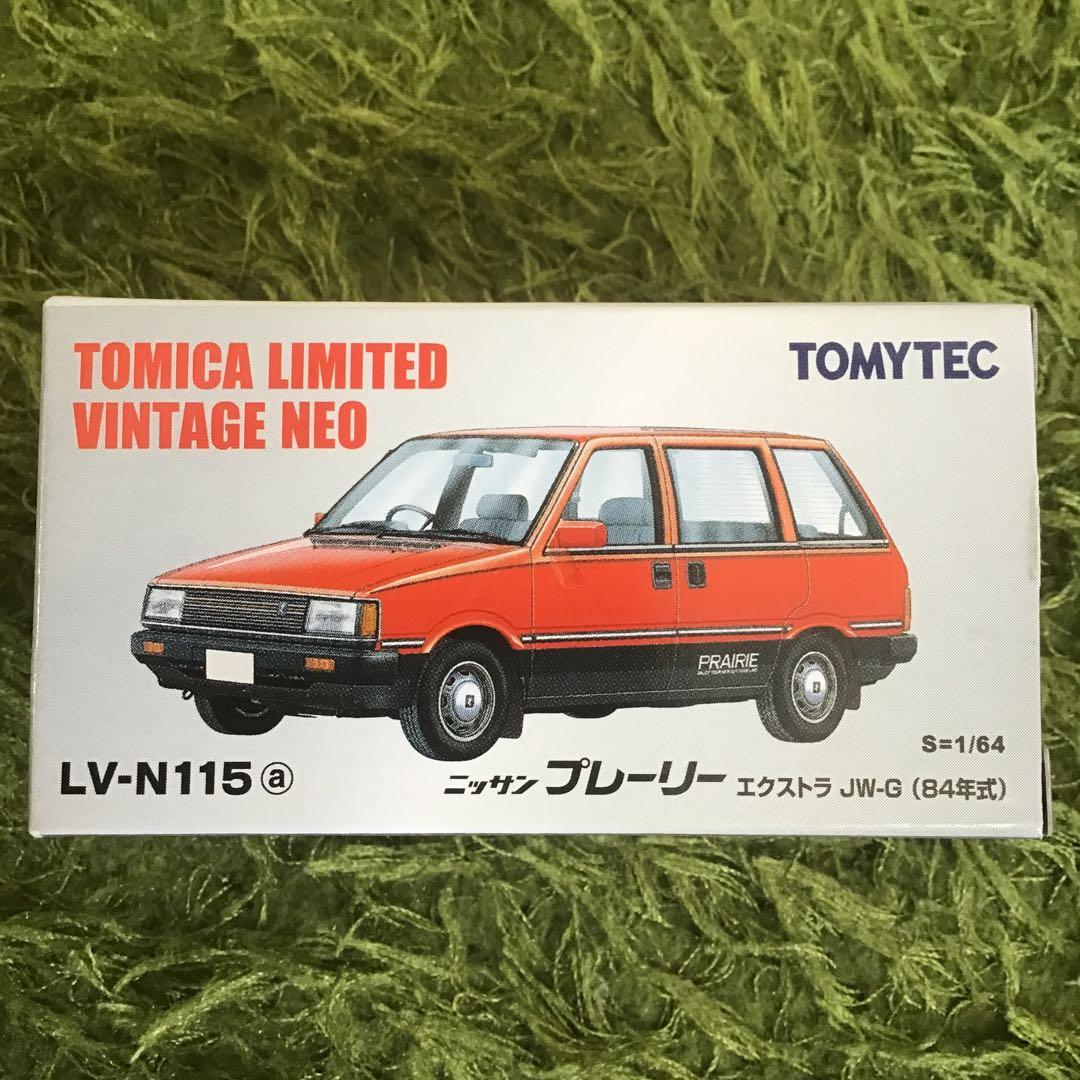 TOMICA LIMITED
VINTAGE NEO
TOMYTEC
PRAIRIE
S=1/64
LV-N115 ⓐ
ニッサン プレーリー エクストラ JW-G (84年式)